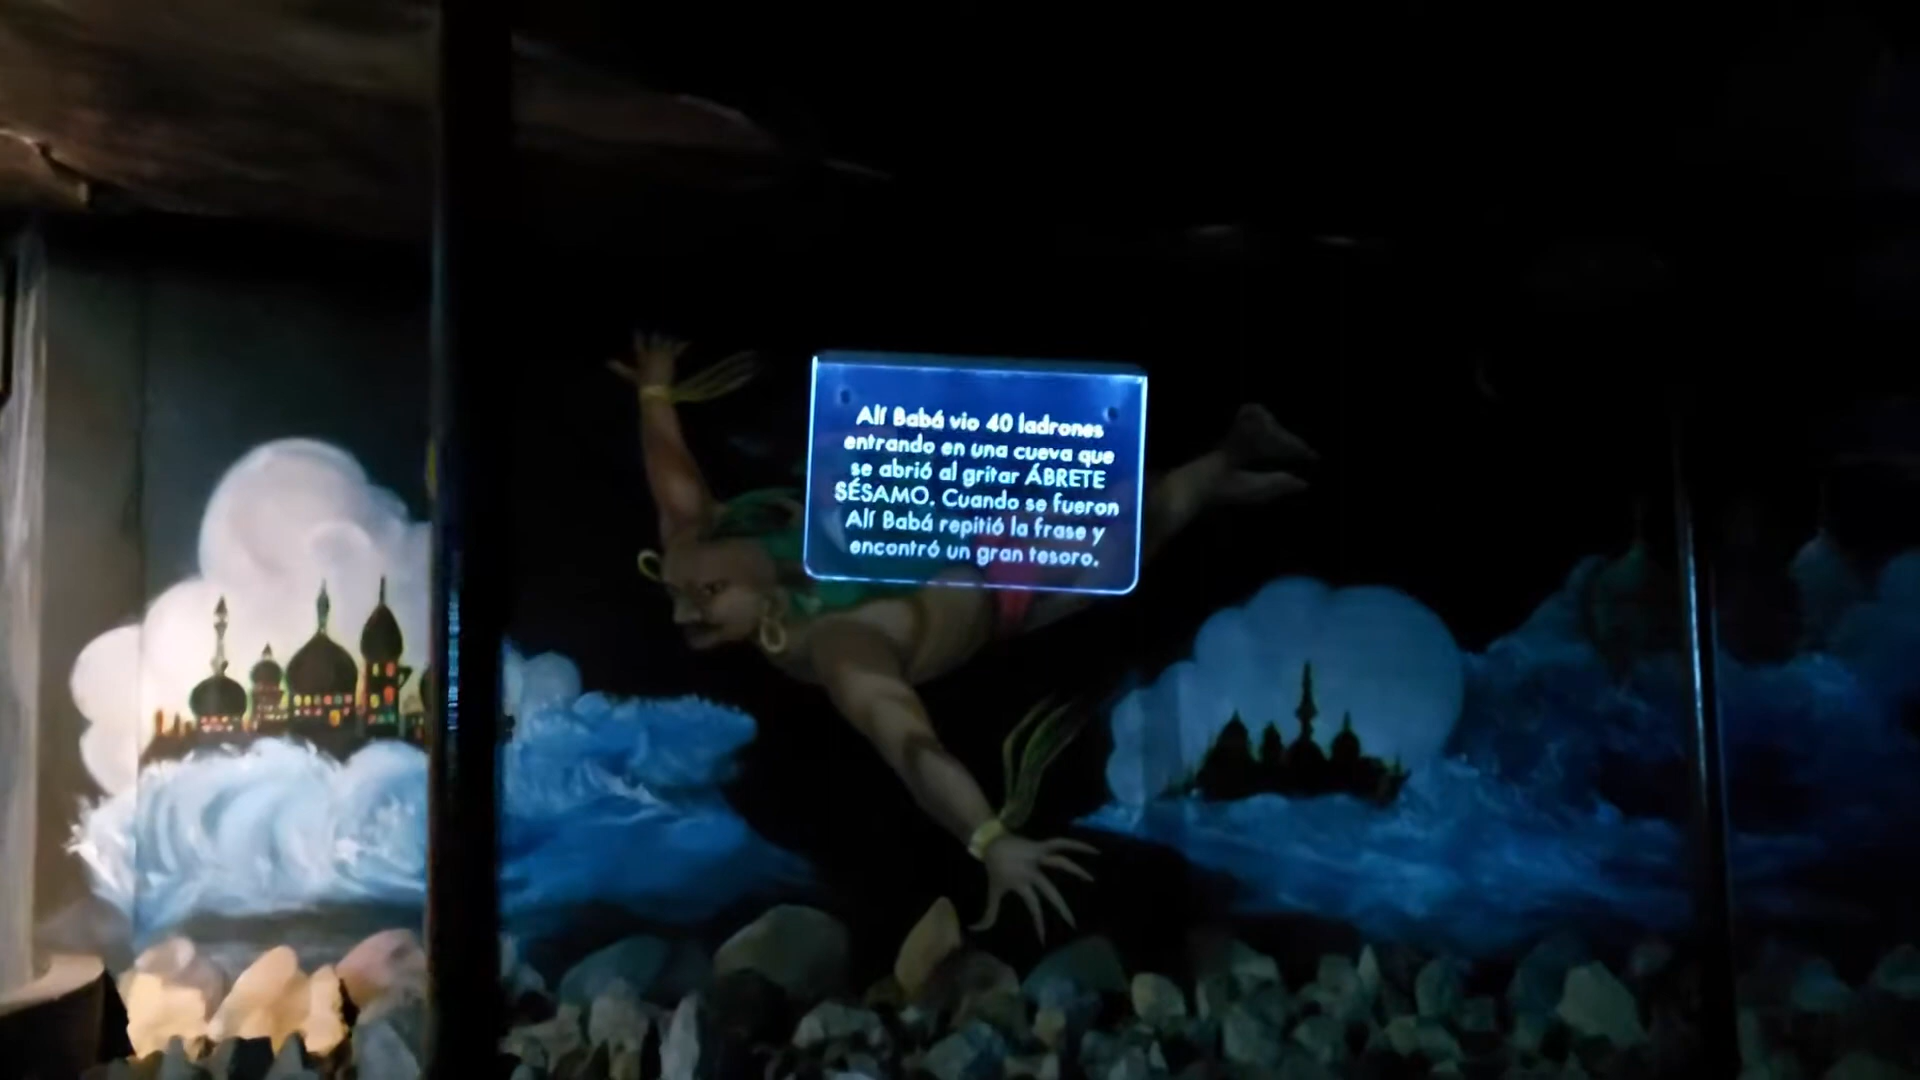 Alí Babá vio 40 ladrones
entrando en una cueva que
se abrió al gritar ÁBRETE
SÉSAMO. Cuando se fueron
Alí Babá repitió la frase y
encontró un gran tesoro.